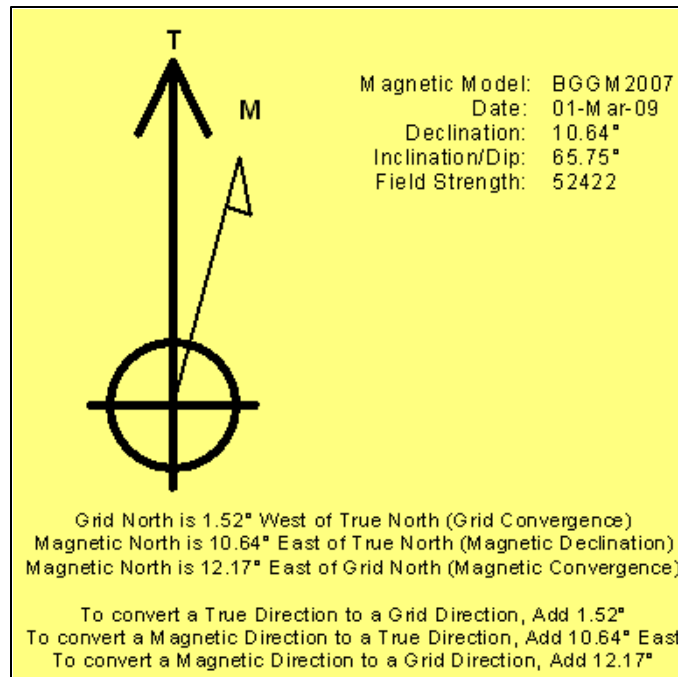 T
M
Magnetic Model: BGGM2007
Date: 01-Mar-09
Declination: 10.64°
Inclination/Dip: 65.75°
Field Strength: 52422
Grid North is 1.52° West of True North (Grid Convergence)
Magnetic North is 10.64° East of True North (Magnetic Declination)
Magnetic North is 12.17° East of Grid North (Magnetic Convergence)
To convert a True Direction to a Grid Direction, Add 1.52°
To convert a Magnetic Direction to a True Direction, Add 10.64° East
To convert a Magnetic Direction to a Grid Direction, Add 12.17°